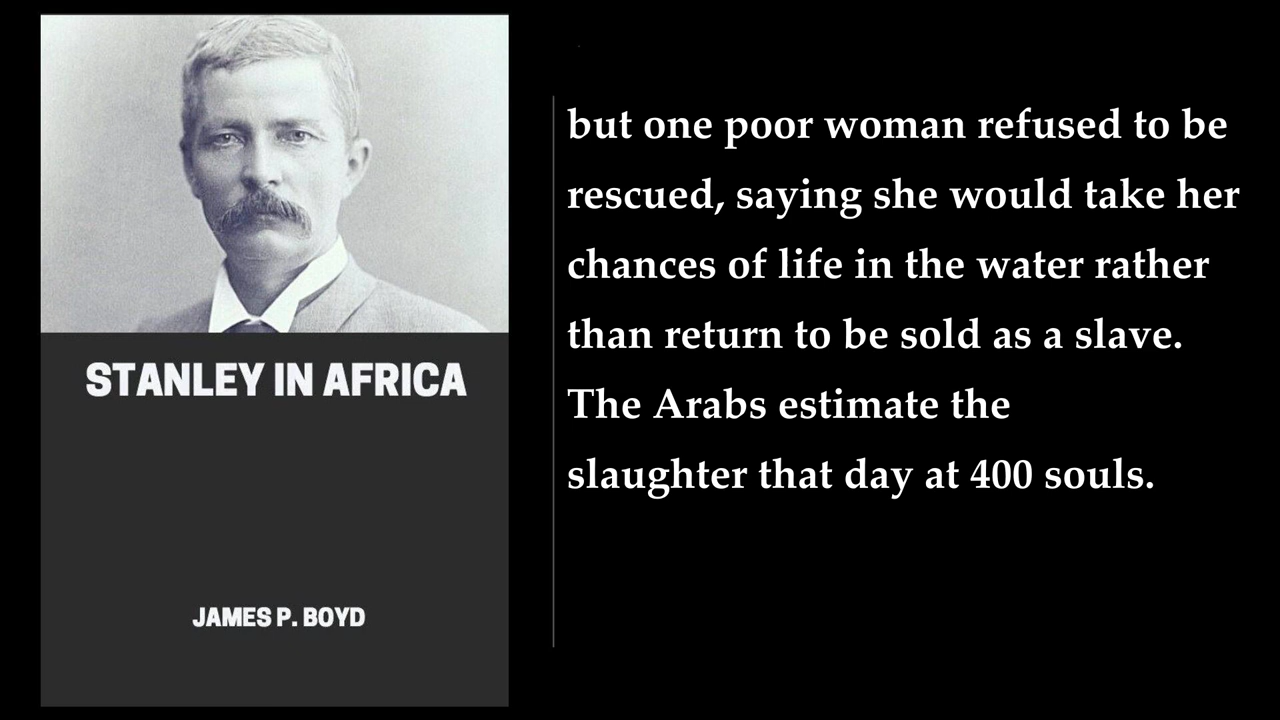 STANLEY IN AFRICA
JAMES P. BOYD
but one poor woman refused to be
rescued, saying she would take her
chances of life in the water rather
than return to be sold as a slave.
The Arabs estimate the
slaughter that day at 400 souls.